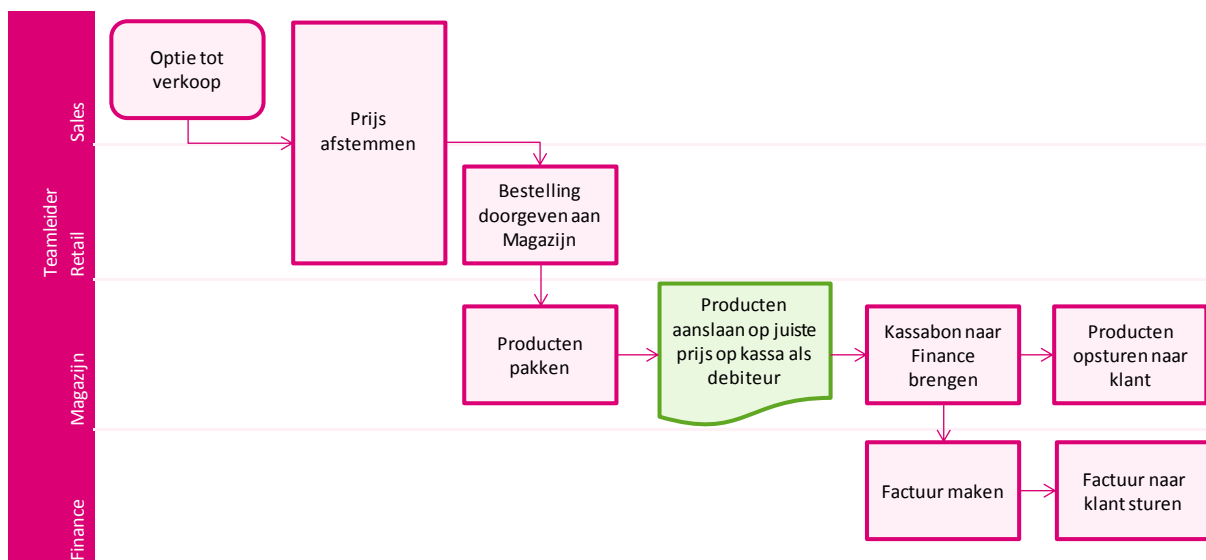 Sales
Optie tot
verkoop
Prijs
afstemmen
Teamleider
Retail
Bestelling
doorgeven aan
Magazijn
Magazijn
Producten
pakken
Producten
aanslaan op juiste
prijs op kassa als
debiteur
Kassabon naar
Finance
brengen
Producten
opsturen naar
klant
Finance
Factuur maken
Factuur naar
klant sturen